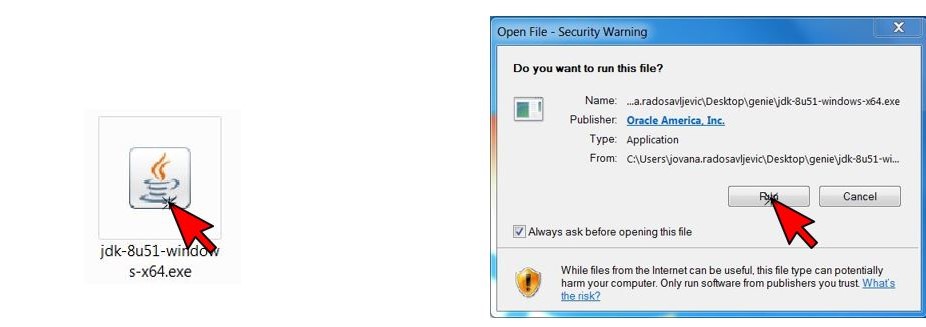 jdk-8u51-window
s-x64.exe
Open File - Security Warning
Do you want to run this file?
Name: ...a.radosavljevic\Desktop\genie\jdk-8u51-windows-x64.exe
Publisher: Oracle America, Inc.
Type: Application
From: C:\Users\jovana.radosavljevic\Desktop\genie\jdk-8u51-wi...
Run Cancel
Always ask before opening this file
While files from the Internet can be useful, this file type can potentially
harm your computer. Only run software from publishers you trust. What's
the risk?